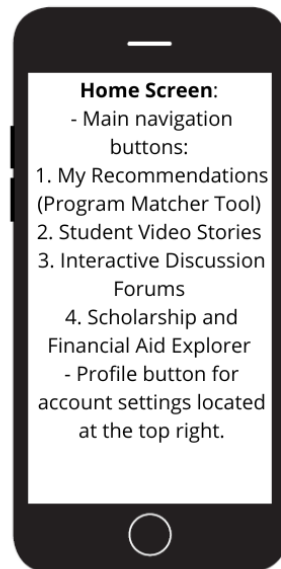 Home Screen:
- Main navigation
buttons:
1. My Recommendations
(Program Matcher Tool)
2. Student Video Stories
3. Interactive Discussion
Forums
4. Scholarship and
Financial Aid Explorer
- Profile button for
account settings located
at the top right.